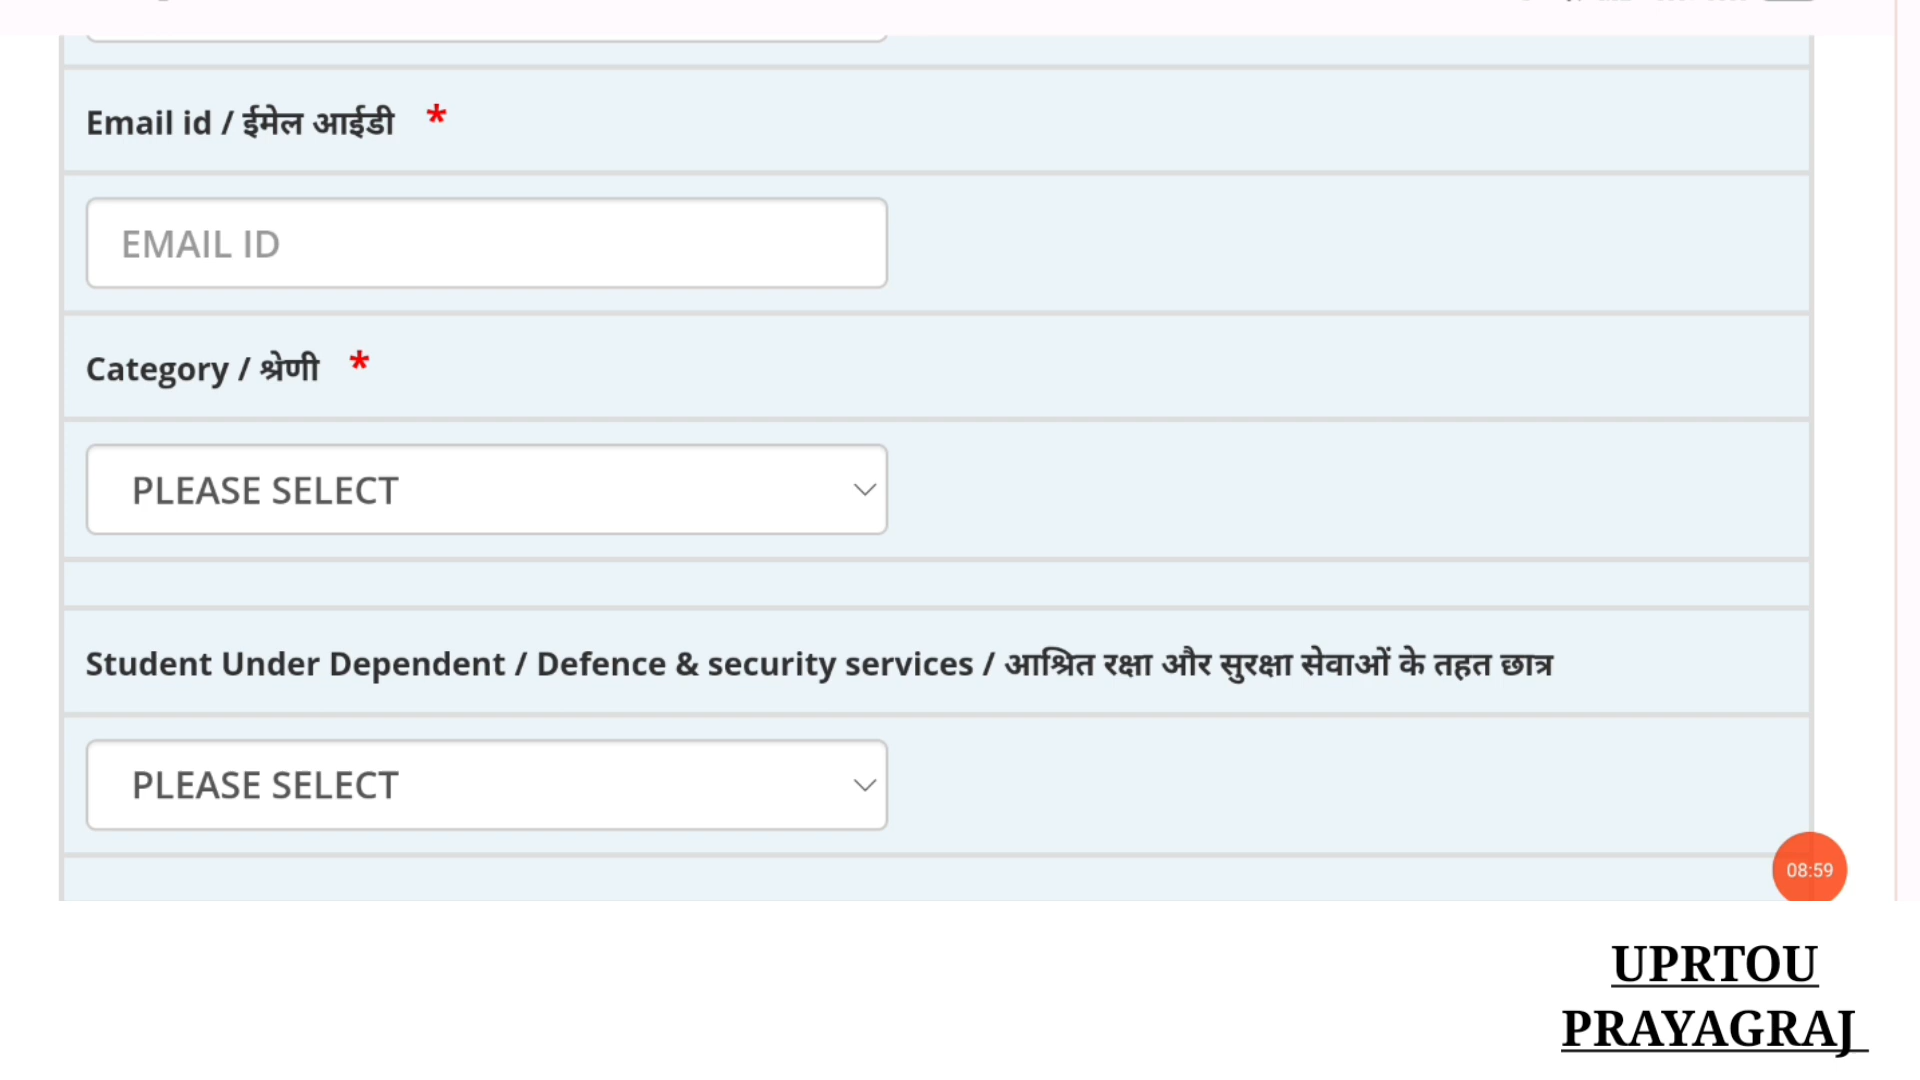 Email id / ईमेल आईडी *
EMAIL ID
Category / श्रेणी *
PLEASE SELECT
Student Under Dependent / Defence & security services / आश्रित रक्षा और सुरक्षा सेवाओं के तहत छात्र
PLEASE SELECT
08:59
UPRTOU
PRAYAGRAJ